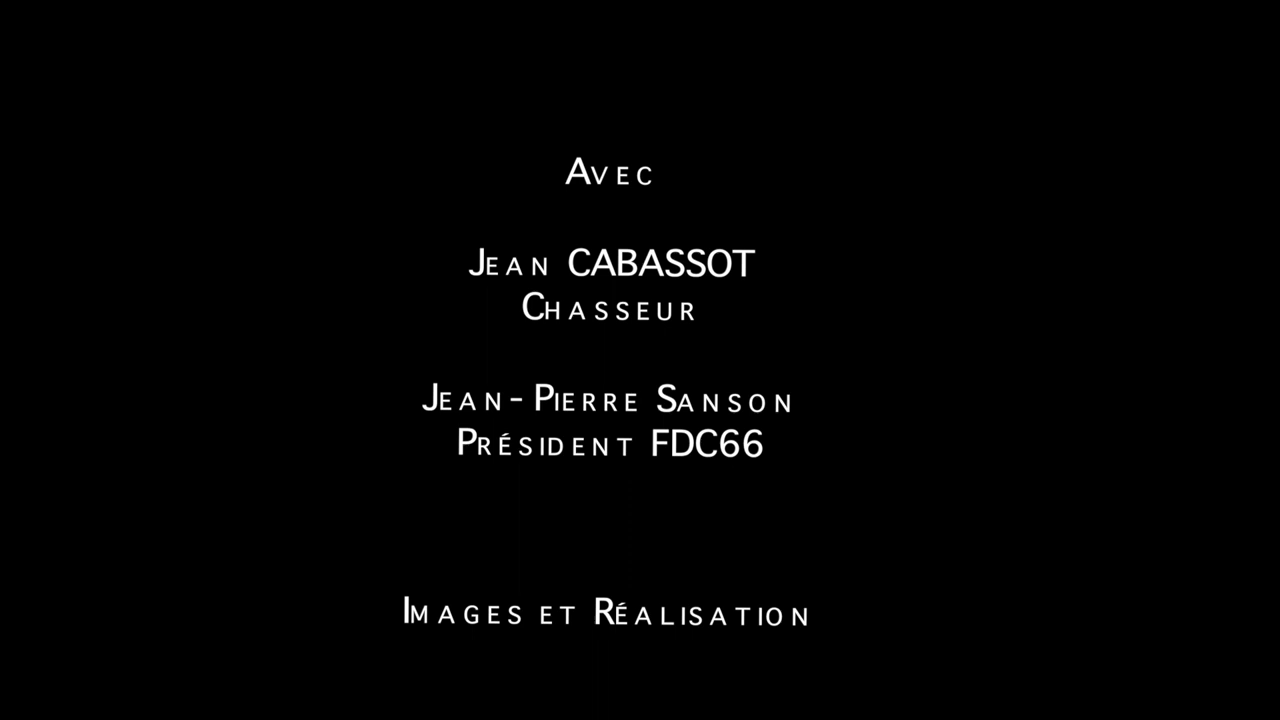 Avec
Jean CABASSOT
Chasseur
Jean-Pierre Sanson
Président FDC66
Images et Réalisation